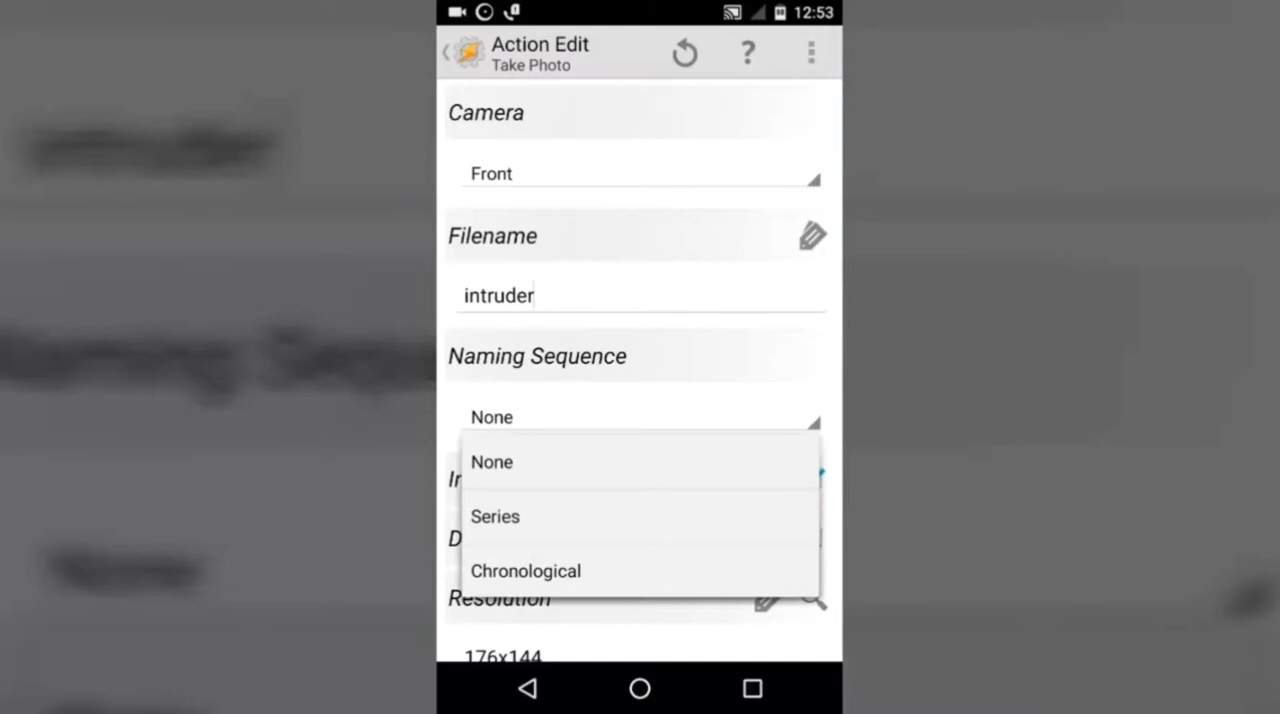 12:53
Action Edit
Take Photo
?
Camera
Front
Filename
intruder
Naming Sequence
None
None
Series
Chronological
Resolution
176x144